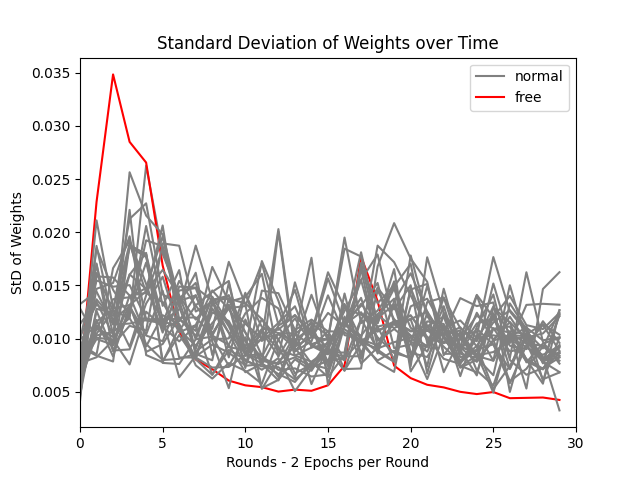 Standard Deviation of Weights over Time
normal
free
StD of Weights
0.035
0.030
0.025
0.020
0.015
0.010
0.005
0 5 10 15 20 25 30
Rounds - 2 Epochs per Round